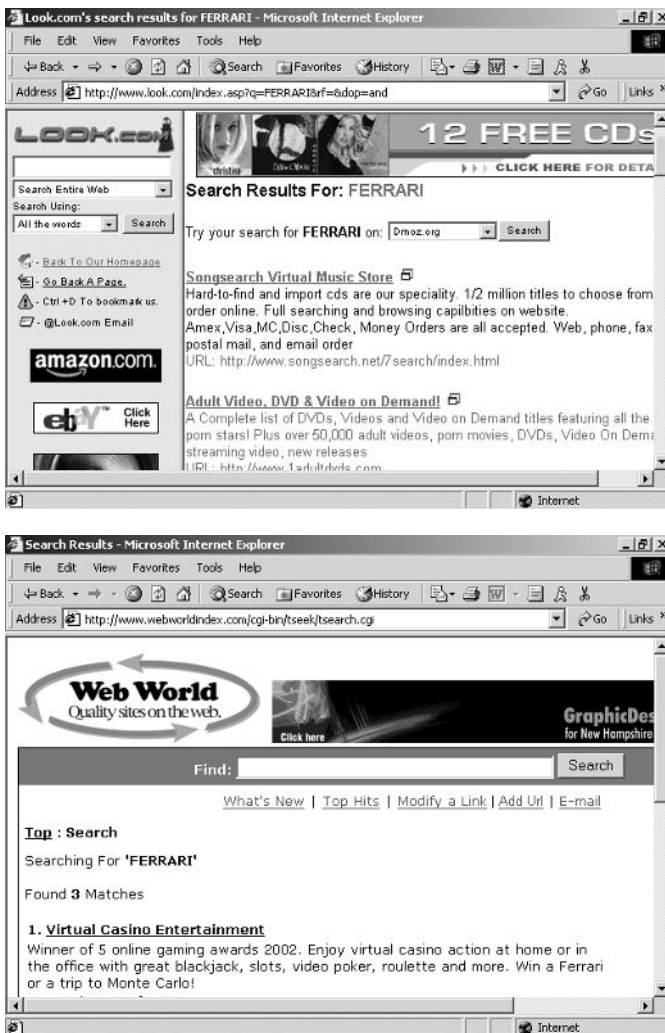 Look.com's search results for FERRARI - Microsoft Internet Explorer
File Edit View Favorites Tools Help
Back Search Favorites History
Address http://www.look.com/index.asp?q=FERRARI&rf=&dop=and Go Links
LOOK.com
christina
12 FREE CDs
CLICK HERE FOR DETA
Search Entire Web
Search Using:
All the words Search
Back To Our Homepage
Go Back A Page.
Ctrl +D To bookmark us.
@Look.com Email
amazon.com.
ebY Click Here
Search Results For: FERRARI
Try your search for FERRARI on: Dmoz.org Search
Songsearch Virtual Music Store
Hard-to-find and import cds are our speciality. 1/2 million titles to choose from
order online. Full searching and browsing capilbities on website.
Amex,Visa,MC,Disc,Check, Money Orders are all accepted. Web, phone, fax
postal mail, and email order
URL: http://www.songsearch.net/7search/index.html
Adult Video, DVD & Video on Demand!
A Complete list of DVDs, Videos and Video on Demand titles featuring all the
porn stars! Plus over 50,000 adult videos, porn movies, DVDs, Video On Dema
streaming video, new releases
URL: http://www.1adultdvds.com
Internet
Search Results - Microsoft Internet Explorer
File Edit View Favorites Tools Help
Back Search Favorites History
Address http://www.webworldindex.com/cgi-bin/tseek/tsearch.cgi Go Links
Web World
Quality sites on the web.
Click here
GraphicDes
for New Hampshire
Find: Search
What's New | Top Hits | Modify a Link | Add Url | E-mail
Top : Search
Searching For 'FERRARI'
Found 3 Matches
1. Virtual Casino Entertainment
Winner of 5 online gaming awards 2002. Enjoy virtual casino action at home or in
the office with great blackjack, slots, video poker, roulette and more. Win a Ferrari
or a trip to Monte Carlo!
Internet